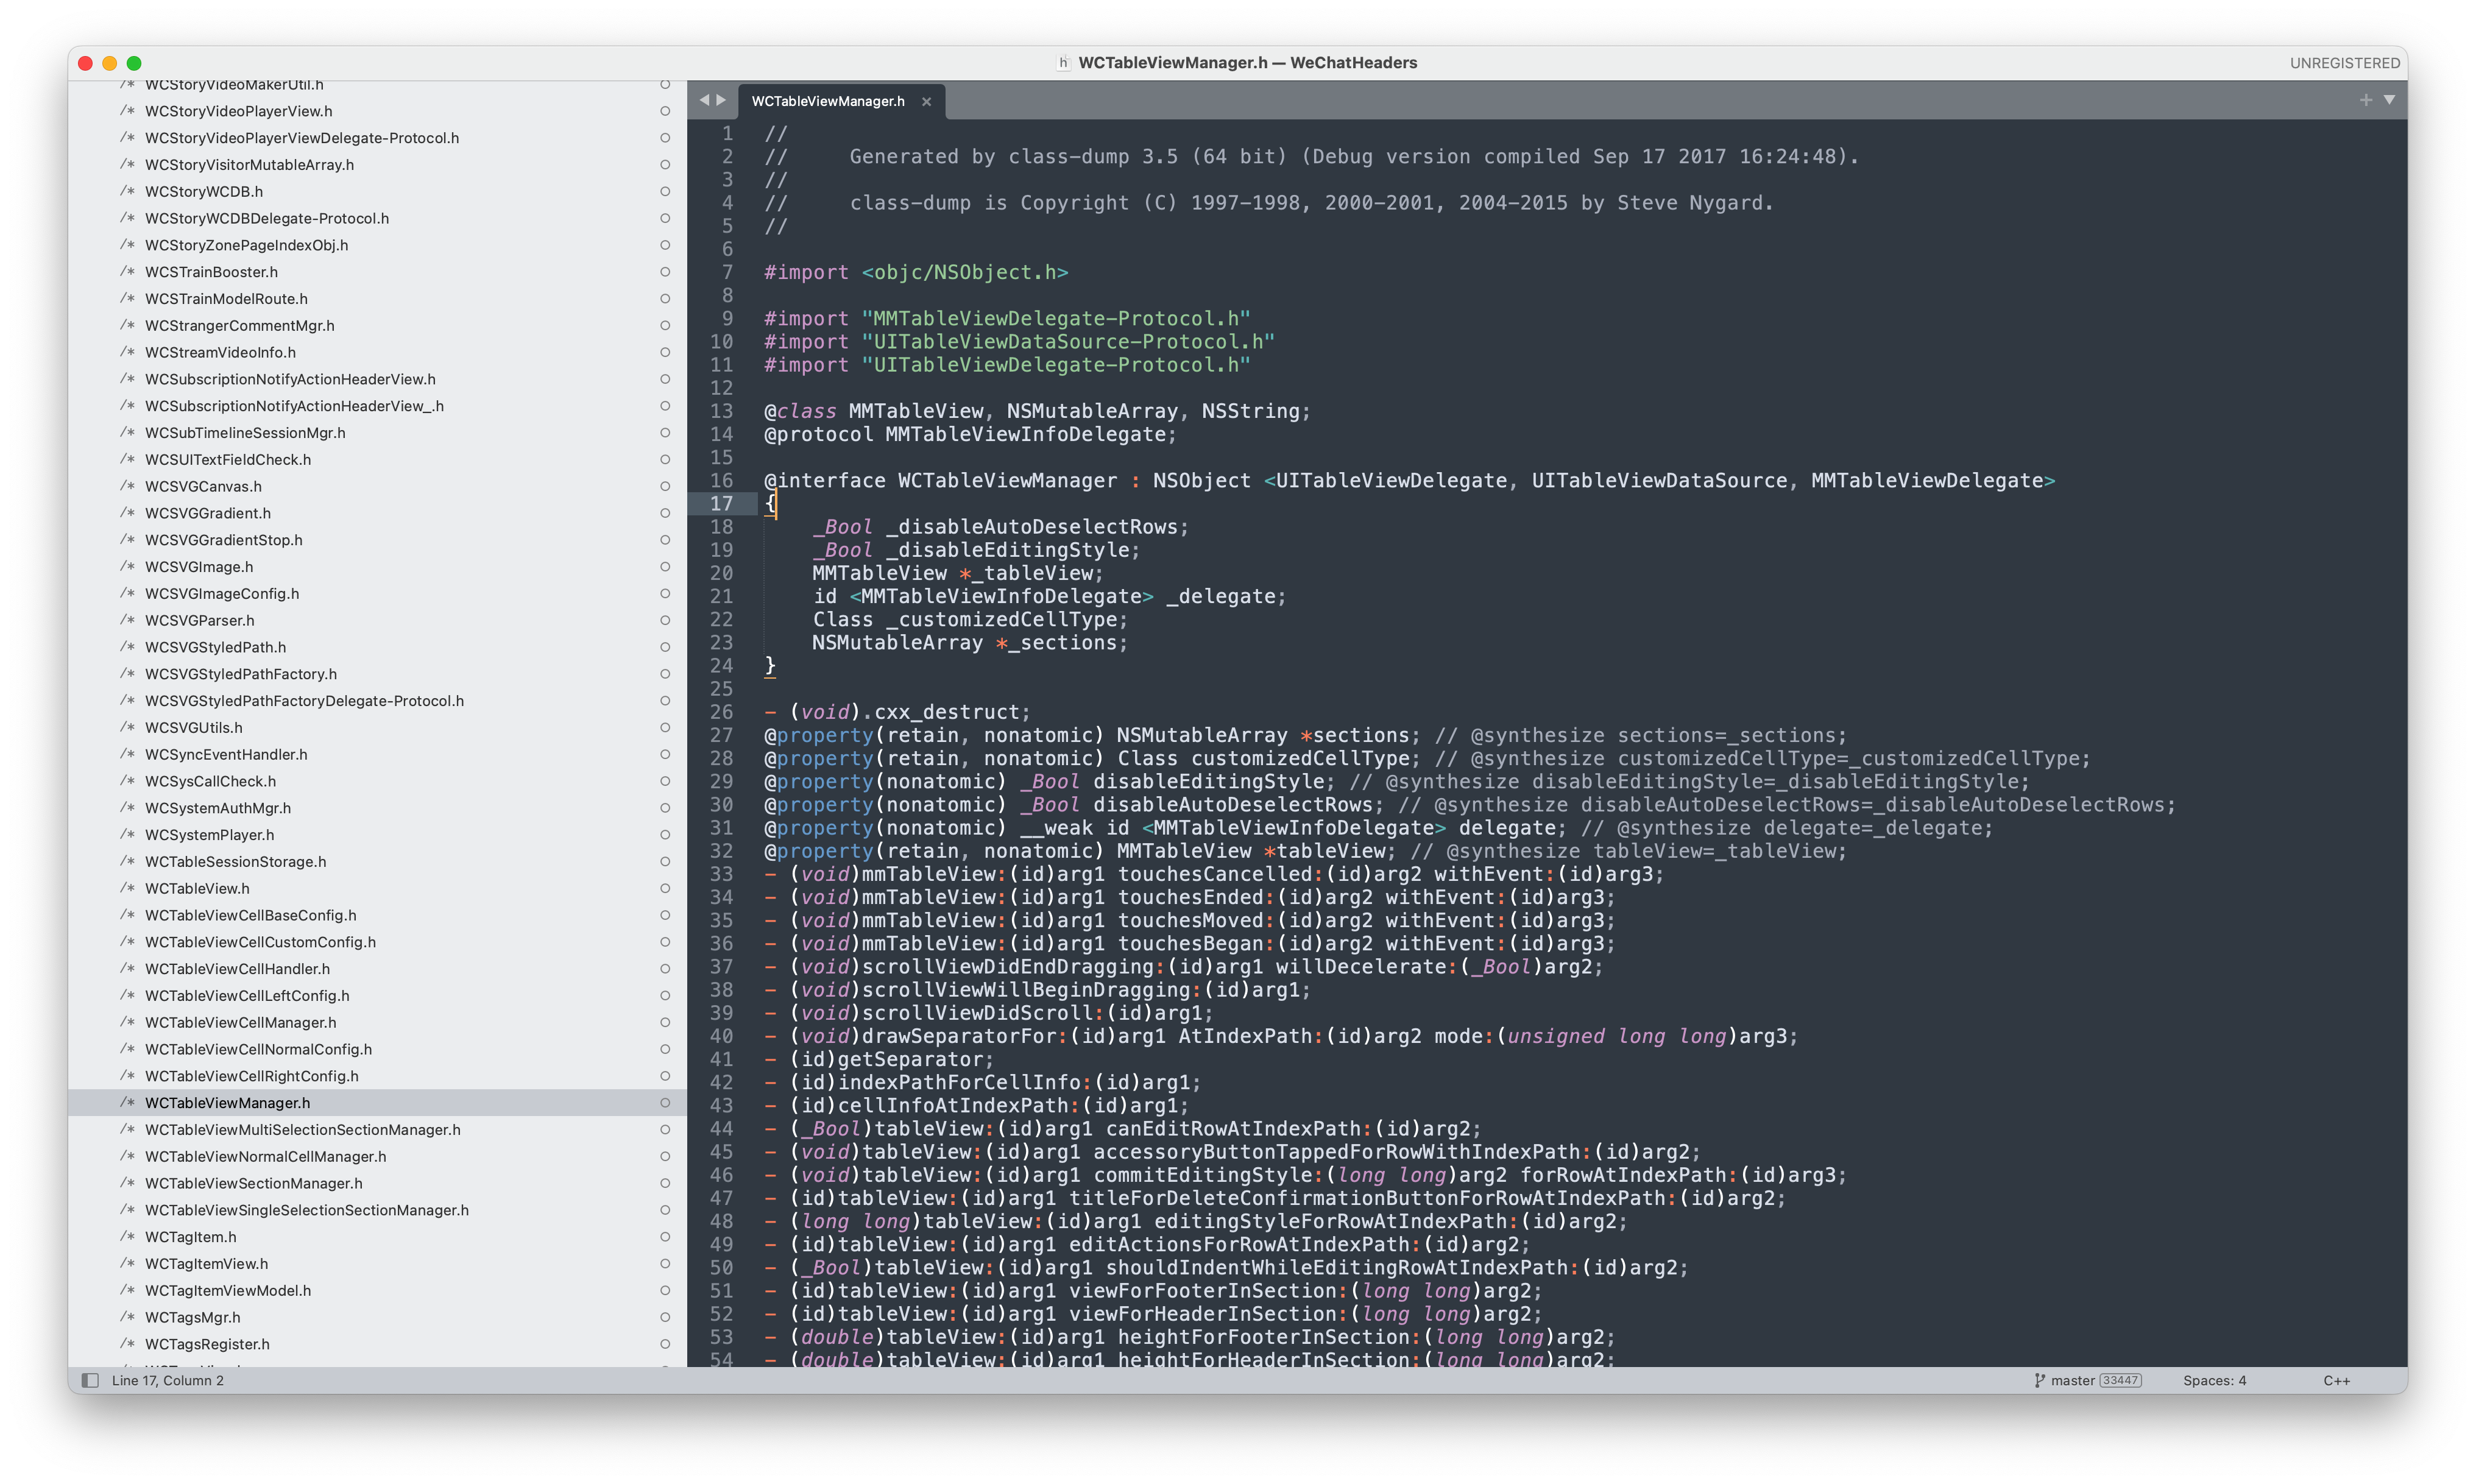 WCTableViewManager.h — WeChatHeaders
UNREGISTERED
/* WCStoryVideoMakerUtil.h
/* WCStoryVideoPlayerView.h
/* WCStoryVideoPlayerViewDelegate-Protocol.h
/* WCStoryVisitorMutableArray.h
/* WCStoryWCDB.h
/* WCStoryWCDBDelegate-Protocol.h
/* WCStoryZonePageIndexObj.h
/* WCSTrainBooster.h
/* WCSTrainModelRoute.h
/* WCStrangerCommentMgr.h
/* WCStreamVideoInfo.h
/* WCSubscriptionNotifyActionHeaderView.h
/* WCSubscriptionNotifyActionHeaderView_.h
/* WCSubTimelineSessionMgr.h
/* WCSUITextFieldCheck.h
/* WCSVGCanvas.h
/* WCSVGGradient.h
/* WCSVGGradientStop.h
/* WCSVGImage.h
/* WCSVGImageConfig.h
/* WCSVGParser.h
/* WCSVGStyledPath.h
/* WCSVGStyledPathFactory.h
/* WCSVGStyledPathFactoryDelegate-Protocol.h
/* WCSVGUtils.h
/* WCSyncEventHandler.h
/* WCSysCallCheck.h
/* WCSystemAuthMgr.h
/* WCSystemPlayer.h
/* WCTableSessionStorage.h
/* WCTableView.h
/* WCTableViewCellBaseConfig.h
/* WCTableViewCellCustomConfig.h
/* WCTableViewCellHandler.h
/* WCTableViewCellLeftConfig.h
/* WCTableViewCellManager.h
/* WCTableViewCellNormalConfig.h
/* WCTableViewCellRightConfig.h
/* WCTableViewManager.h
/* WCTableViewMultiSelectionSectionManager.h
/* WCTableViewNormalCellManager.h
/* WCTableViewSectionManager.h
/* WCTableViewSingleSelectionSectionManager.h
/* WCTagItem.h
/* WCTagItemView.h
/* WCTagItemViewModel.h
/* WCTagsMgr.h
/* WCTagsRegister.h
WCTableViewManager.h
1 //
2 //     Generated by class-dump 3.5 (64 bit) (Debug version compiled Sep 17 2017 16:24:48).
3 //
4 //     class-dump is Copyright (C) 1997-1998, 2000-2001, 2004-2015 by Steve Nygard.
5 //
6
7 #import <objc/NSObject.h>
8
9 #import "MMTableViewDelegate-Protocol.h"
10 #import "UITableViewDataSource-Protocol.h"
11 #import "UITableViewDelegate-Protocol.h"
12
13 @class MMTableView, NSMutableArray, NSString;
14 @protocol MMTableViewInfoDelegate;
15
16 @interface WCTableViewManager : NSObject <UITableViewDelegate, UITableViewDataSource, MMTableViewDelegate>
17 {
18     _Bool _disableAutoDeselectRows;
19     _Bool _disableEditingStyle;
20     MMTableView *_tableView;
21     id <MMTableViewInfoDelegate> _delegate;
22     Class _customizedCellType;
23     NSMutableArray *_sections;
24 }
25
26 - (void).cxx_destruct;
27 @property(retain, nonatomic) NSMutableArray *sections; // @synthesize sections=_sections;
28 @property(retain, nonatomic) Class customizedCellType; // @synthesize customizedCellType=_customizedCellType;
29 @property(nonatomic) _Bool disableEditingStyle; // @synthesize disableEditingStyle=_disableEditingStyle;
30 @property(nonatomic) _Bool disableAutoDeselectRows; // @synthesize disableAutoDeselectRows=_disableAutoDeselectRows;
31 @property(nonatomic) __weak id <MMTableViewInfoDelegate> delegate; // @synthesize delegate=_delegate;
32 @property(retain, nonatomic) MMTableView *tableView; // @synthesize tableView=_tableView;
33 - (void)mmTableView:(id)arg1 touchesCancelled:(id)arg2 withEvent:(id)arg3;
34 - (void)mmTableView:(id)arg1 touchesEnded:(id)arg2 withEvent:(id)arg3;
35 - (void)mmTableView:(id)arg1 touchesMoved:(id)arg2 withEvent:(id)arg3;
36 - (void)mmTableView:(id)arg1 touchesBegan:(id)arg2 withEvent:(id)arg3;
37 - (void)scrollViewDidEndDragging:(id)arg1 willDecelerate:(_Bool)arg2;
38 - (void)scrollViewWillBeginDragging:(id)arg1;
39 - (void)scrollViewDidScroll:(id)arg1;
40 - (void)drawSeparatorFor:(id)arg1 AtIndexPath:(id)arg2 mode:(unsigned long long)arg3;
41 - (id)getSeparator;
42 - (id)indexPathForCellInfo:(id)arg1;
43 - (id)cellInfoAtIndexPath:(id)arg1;
44 - (_Bool)tableView:(id)arg1 canEditRowAtIndexPath:(id)arg2;
45 - (void)tableView:(id)arg1 accessoryButtonTappedForRowWithIndexPath:(id)arg2;
46 - (void)tableView:(id)arg1 commitEditingStyle:(long long)arg2 forRowAtIndexPath:(id)arg3;
47 - (id)tableView:(id)arg1 titleForDeleteConfirmationButtonForRowAtIndexPath:(id)arg2;
48 - (long long)tableView:(id)arg1 editingStyleForRowAtIndexPath:(id)arg2;
49 - (id)tableView:(id)arg1 editActionsForRowAtIndexPath:(id)arg2;
50 - (_Bool)tableView:(id)arg1 shouldIndentWhileEditingRowAtIndexPath:(id)arg2;
51 - (id)tableView:(id)arg1 viewForFooterInSection:(long long)arg2;
52 - (id)tableView:(id)arg1 viewForHeaderInSection:(long long)arg2;
53 - (double)tableView:(id)arg1 heightForFooterInSection:(long long)arg2;
54 - (double)tableView:(id)arg1 heightForHeaderInSection:(long long)arg2;
Line 17, Column 2
master 33447
Spaces: 4
C++